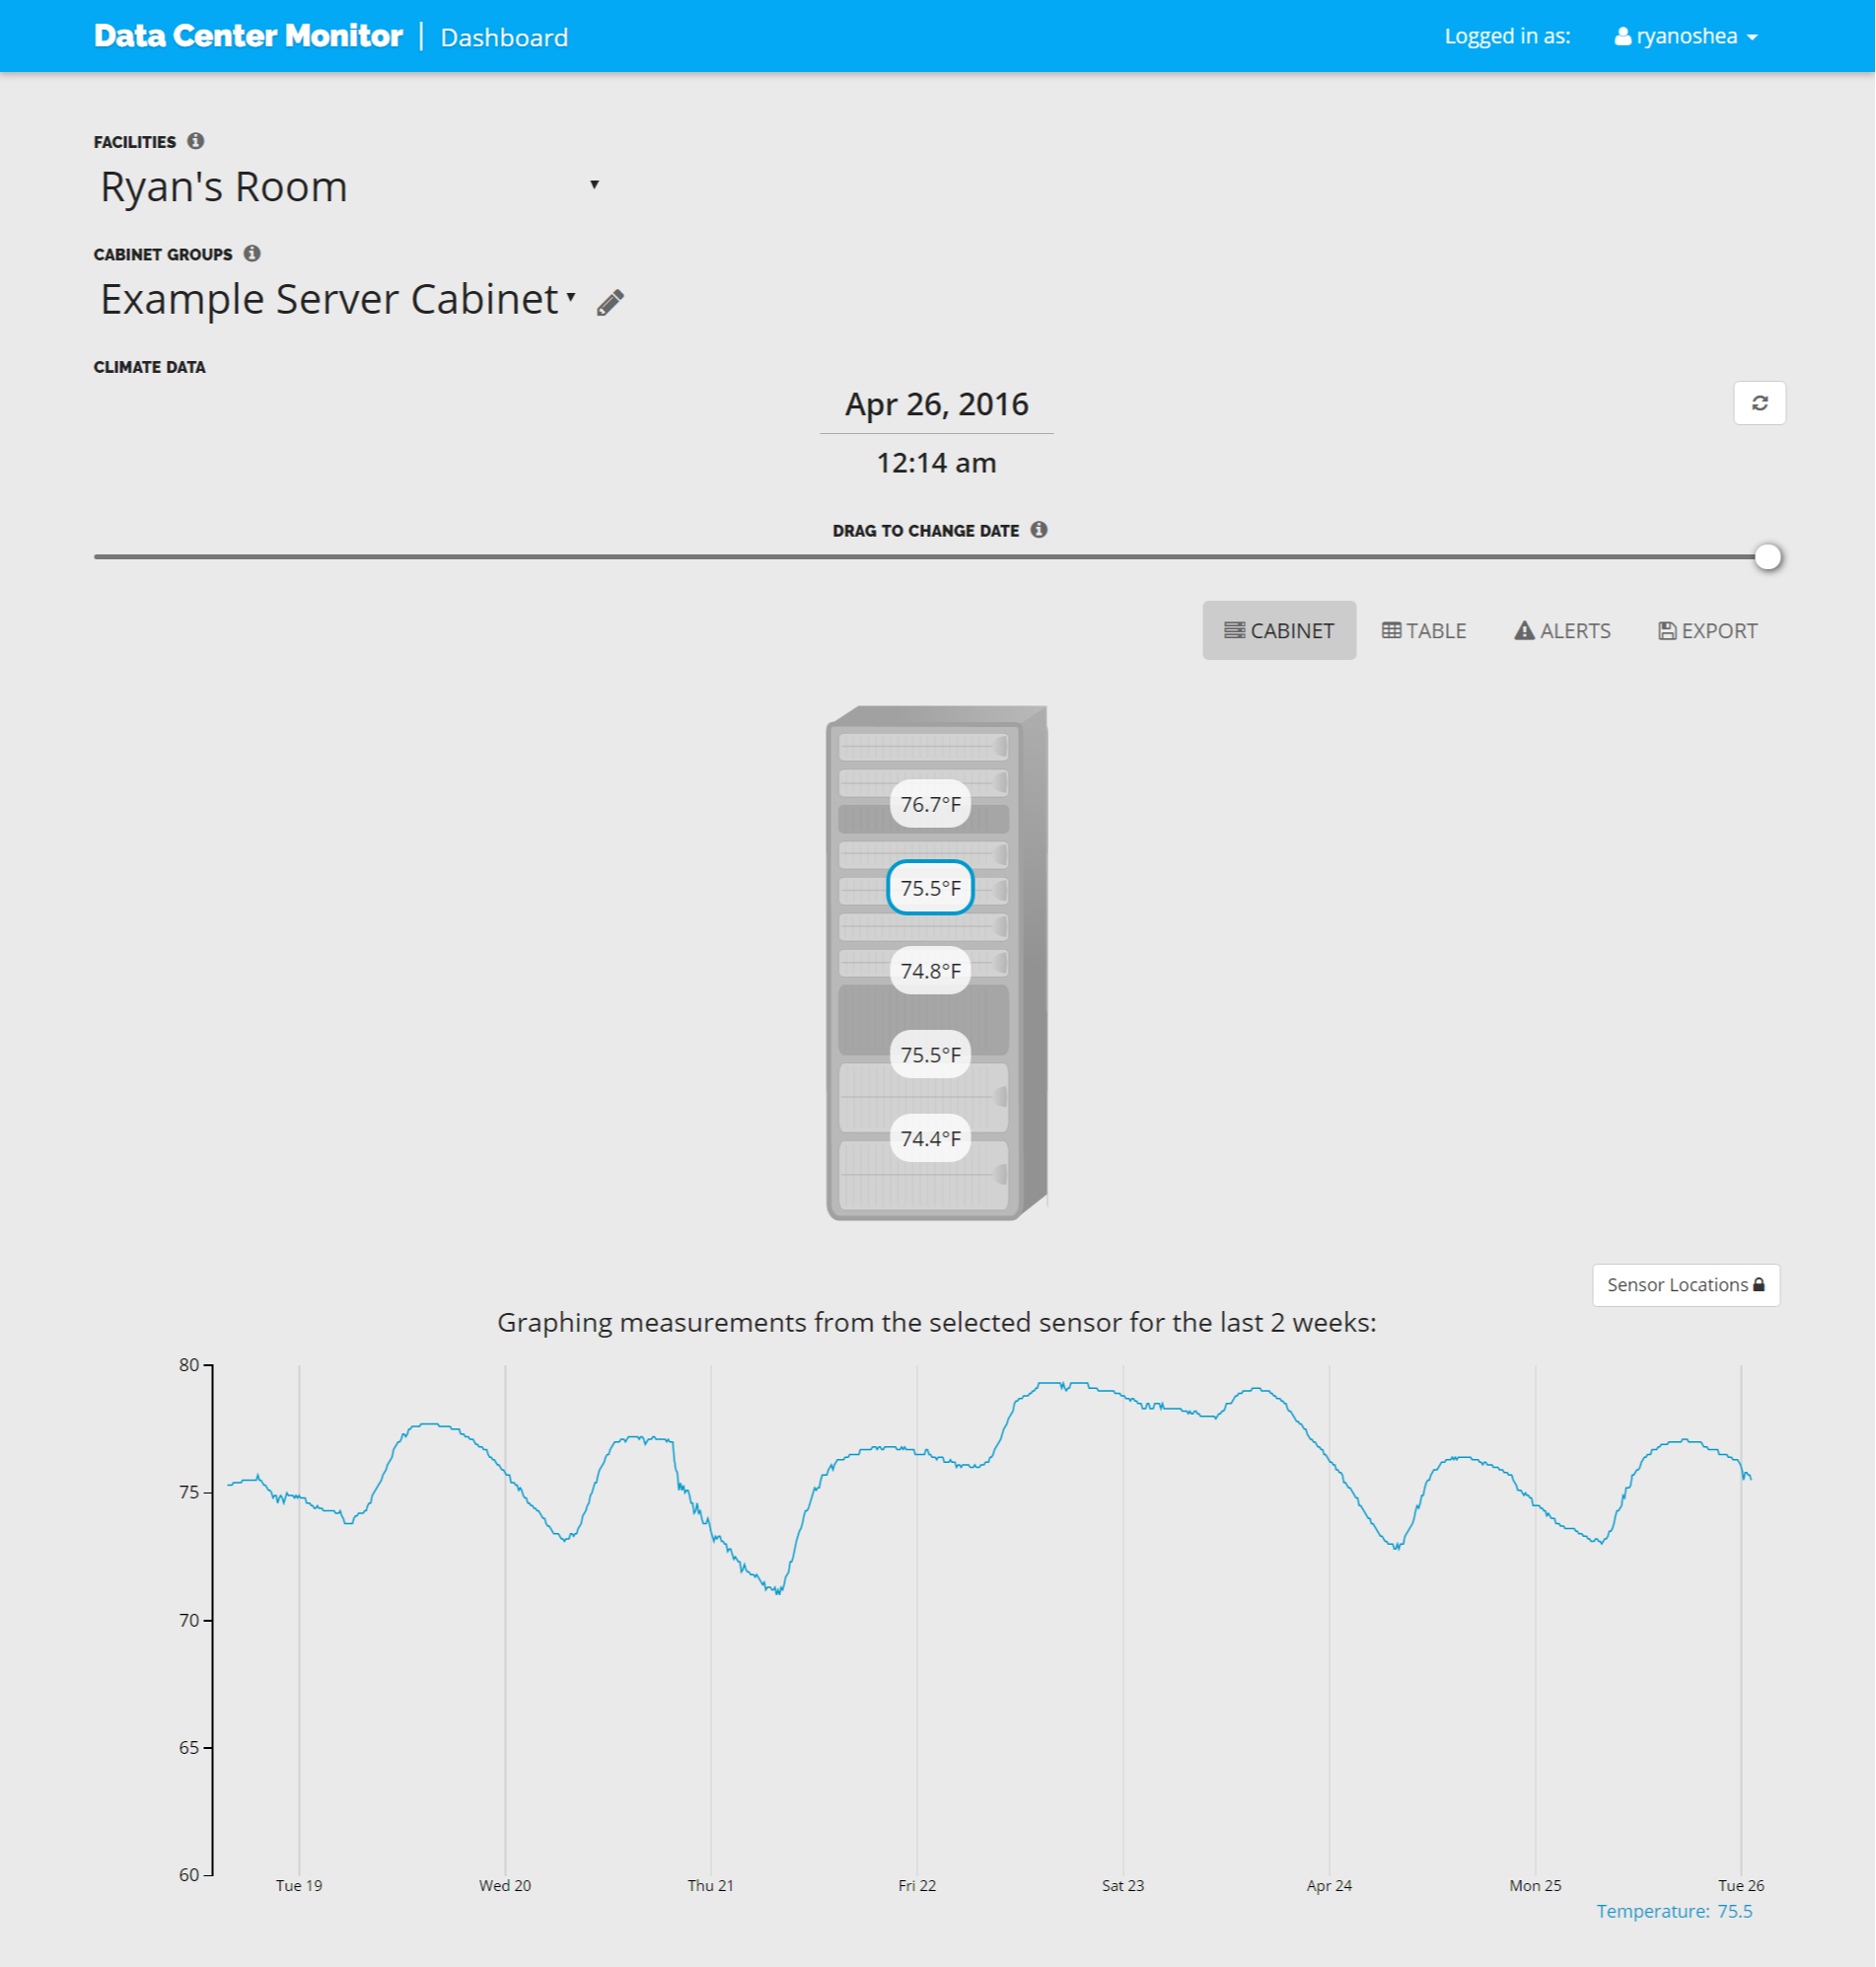 Data Center Monitor | Dashboard
Logged in as: ryanoshea
FACILITIES
Ryan's Room
CABINET GROUPS
Example Server Cabinet
CLIMATE DATA
Apr 26, 2016
12:14 am
DRAG TO CHANGE DATE
CABINET TABLE ALERTS EXPORT
76.7°F
75.5°F
74.8°F
75.5°F
74.4°F
Sensor Locations
Graphing measurements from the selected sensor for the last 2 weeks:
80
75
70
65
60
Tue 19 Wed 20 Thu 21 Fri 22 Sat 23 Apr 24 Mon 25 Tue 26
Temperature: 75.5